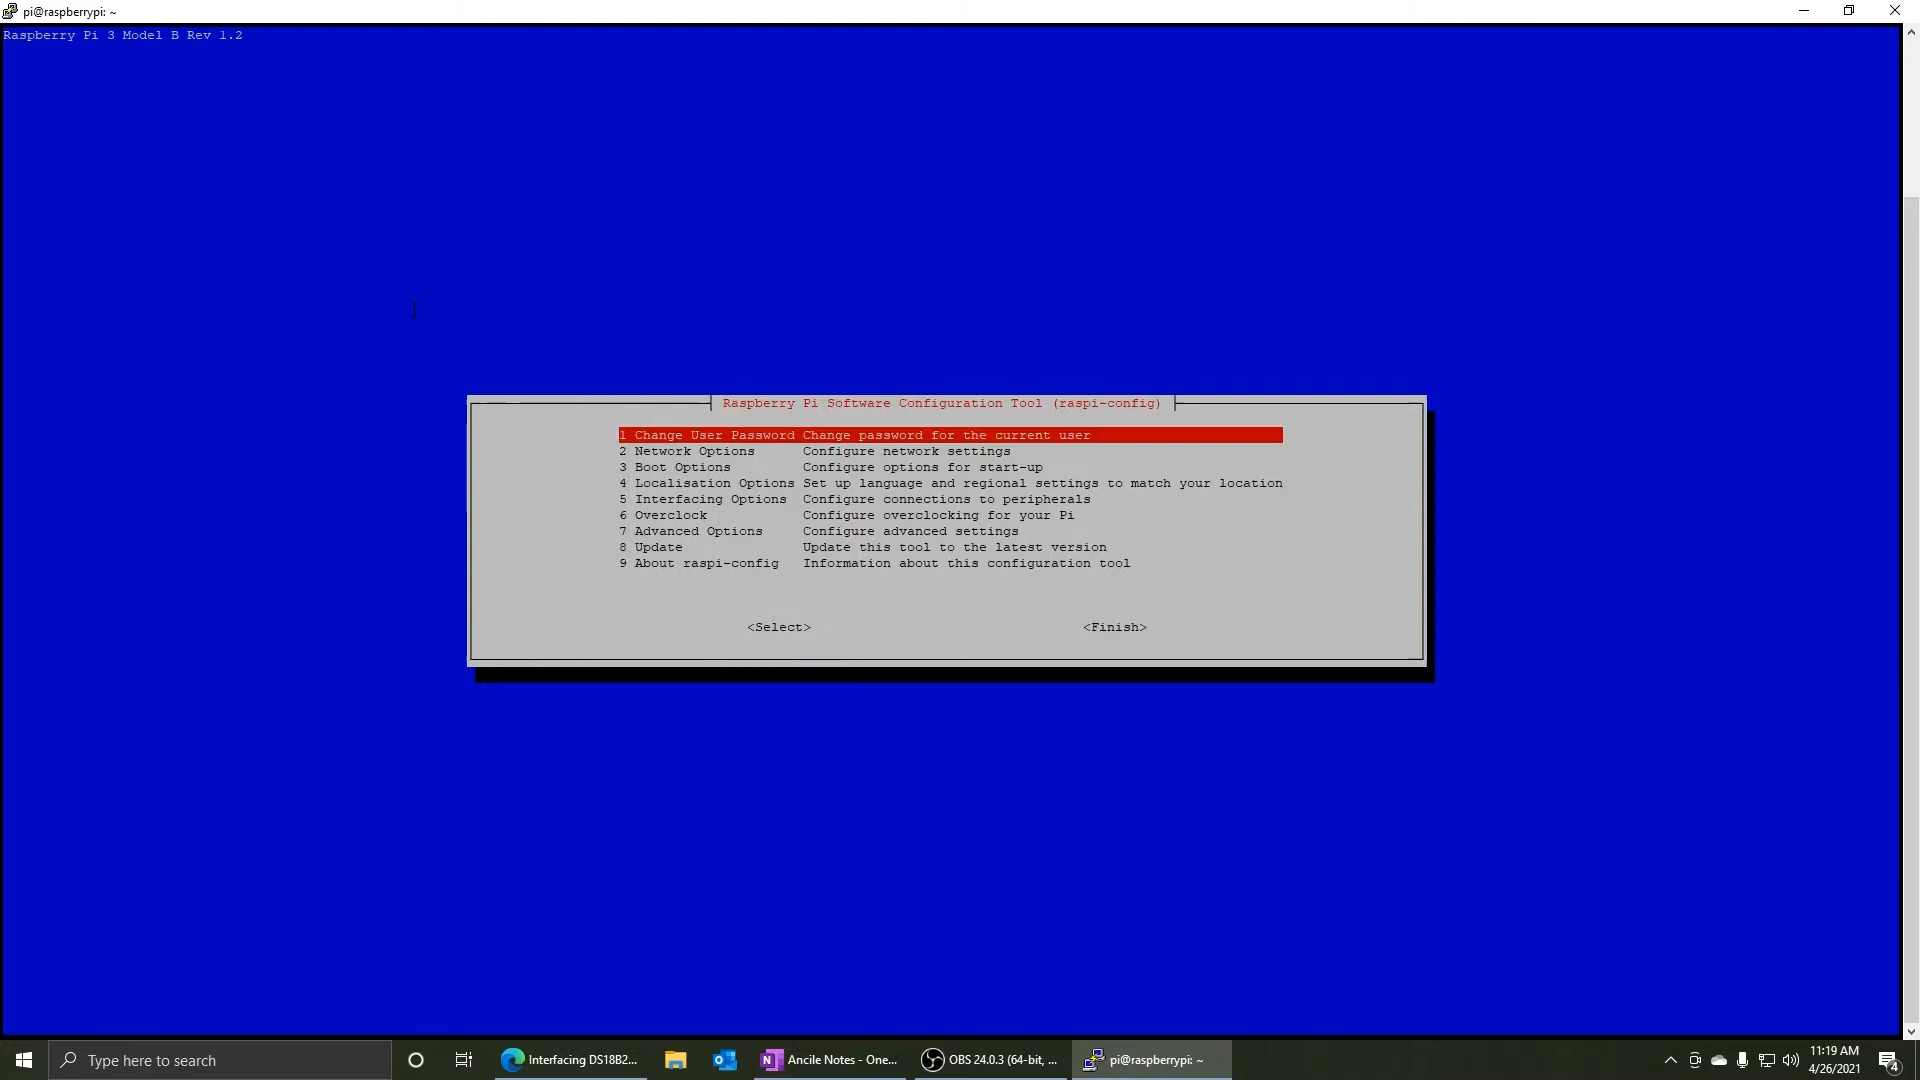 pi@raspberrypi: ~
Raspberry Pi 3 Model B Rev 1.2
Raspberry Pi Software Configuration Tool (raspi-config)
1 Change User Password Change password for the current user
2 Network Options Configure network settings
3 Boot Options Configure options for start-up
4 Localisation Options Set up language and regional settings to match your location
5 Interfacing Options Configure connections to peripherals
6 Overclock Configure overclocking for your Pi
7 Advanced Options Configure advanced settings
8 Update Update this tool to the latest version
9 About raspi-config Information about this configuration tool
<Select> <Finish>
Type here to search
Interfacing DS18B2...
Ancile Notes - One...
OBS 24.0.3 (64-bit, ...
pi@raspberrypi: ~
11:19 AM
4/26/2021
4